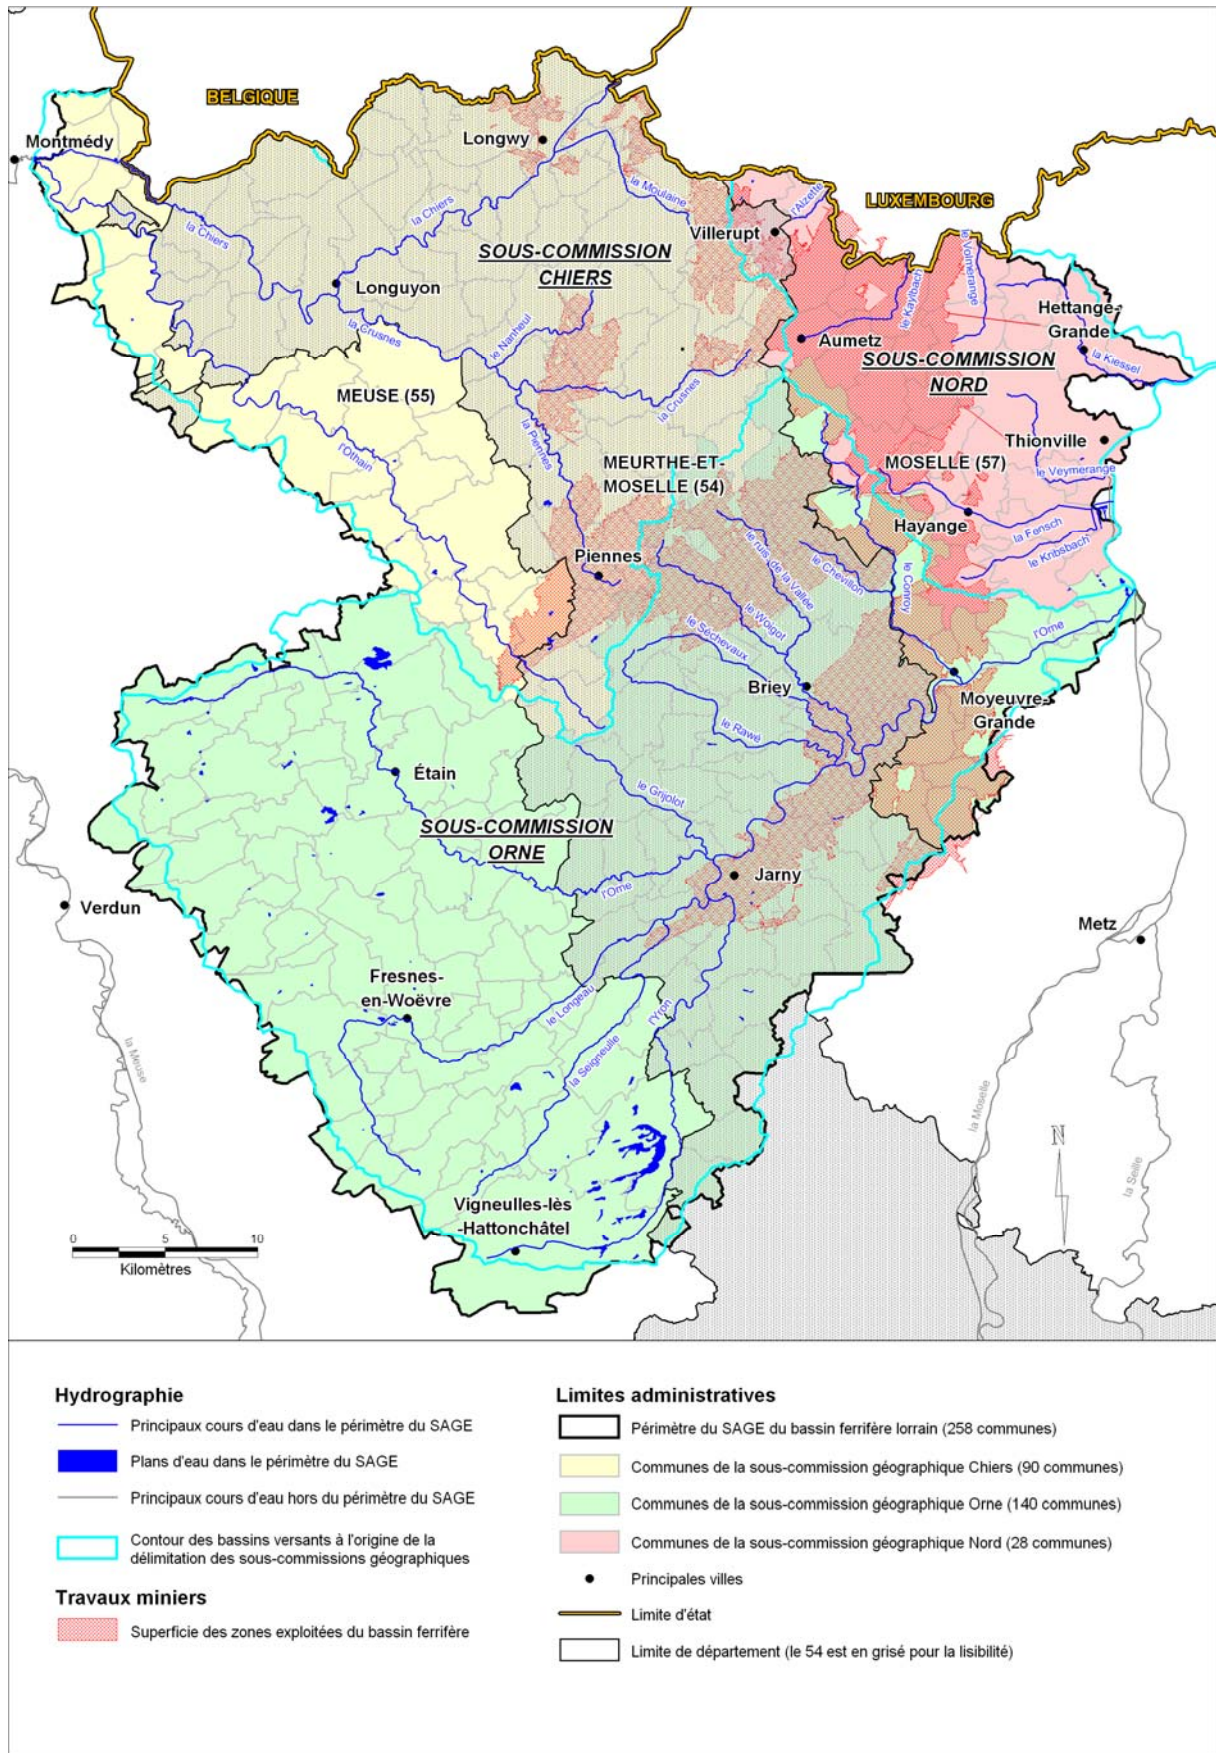 BELGIQUE
Montmédy
Longwy
la Moulaine
l'Alzette
LUXEMBOURG
la Chiers
la Chiers
Villerupt
SOUS-COMMISSION
CHIERS
le Volmerange
le Kaylbach
Longuyon
Hettange-
Grande
la Crusnes
le Nanheul
Aumetz
la Kiessel
SOUS-COMMISSION
NORD
MEUSE (55)
la Crusnes
la Piennes
Thionville
l'Othain
MEURTHE-ET-
MOSELLE (54)
MOSELLE (57)
le Veymerange
Hayange
la Fensch
le Kribsbach
Piennes
le ruis. de la Vallée
le Chevillon
le Conroy
le Woigot
le Séchevaux
l'Orne
Briey
Moyeuvre-
Grande
le Rawé
Étain
le Grijolot
SOUS-COMMISSION
ORNE
Jarny
l'Orne
Verdun
Metz
Fresnes-
en-Woëvre
le Longeau
l'Yron
la Seigneulle
la Meuse
la Moselle
N
la Seille
Vigneulles-lès
-Hattonchâtel
0 5 10
Kilomètres
Hydrographie
Principaux cours d'eau dans le périmètre du SAGE
Plans d'eau dans le périmètre du SAGE
Principaux cours d'eau hors du périmètre du SAGE
Contour des bassins versants à l'origine de la
délimitation des sous-commissions géographiques
Travaux miniers
Superficie des zones exploitées du bassin ferrifère
Limites administratives
Périmètre du SAGE du bassin ferrifère lorrain (258 communes)
Communes de la sous-commission géographique Chiers (90 communes)
Communes de la sous-commission géographique Orne (140 communes)
Communes de la sous-commission géographique Nord (28 communes)
Principales villes
Limite d'état
Limite de département (le 54 est en grisé pour la lisibilité)